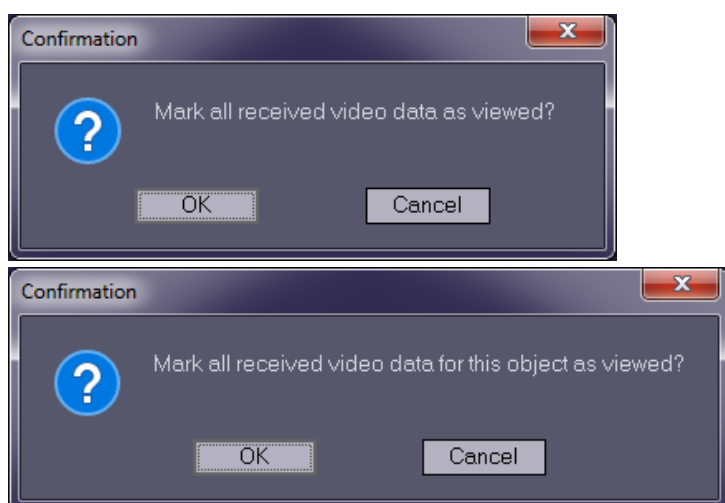 Confirmation
Mark all received video data as viewed?
OK Cancel
Confirmation
Mark all received video data for this object as viewed?
OK Cancel